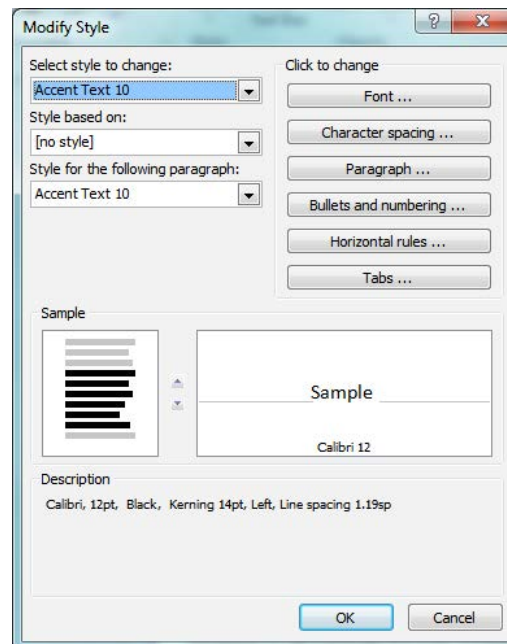 Modify Style
Select style to change:
Accent Text 10
Style based on:
[no style]
Style for the following paragraph:
Accent Text 10
Click to change
Font ...
Character spacing ...
Paragraph ...
Bullets and numbering ...
Horizontal rules ...
Tabs ...
Sample
Sample
Calibri 12
Description
Calibri, 12pt, Black, Kerning 14pt, Left, Line spacing 1.19sp
OK
Cancel